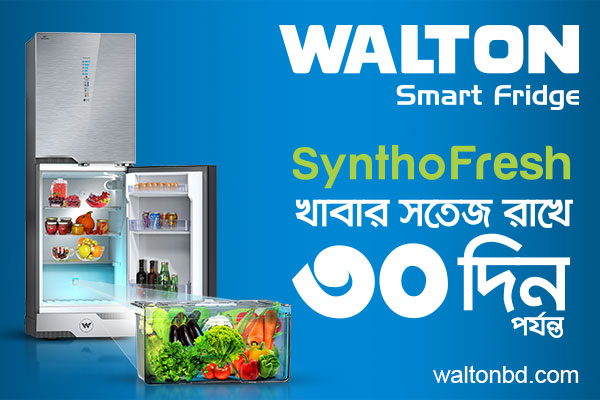 WALTON
Smart Fridge
SynthoFresh
খাবার সতেজ রাখে
৩০ দিন
পর্যন্ত
waltonbd.com